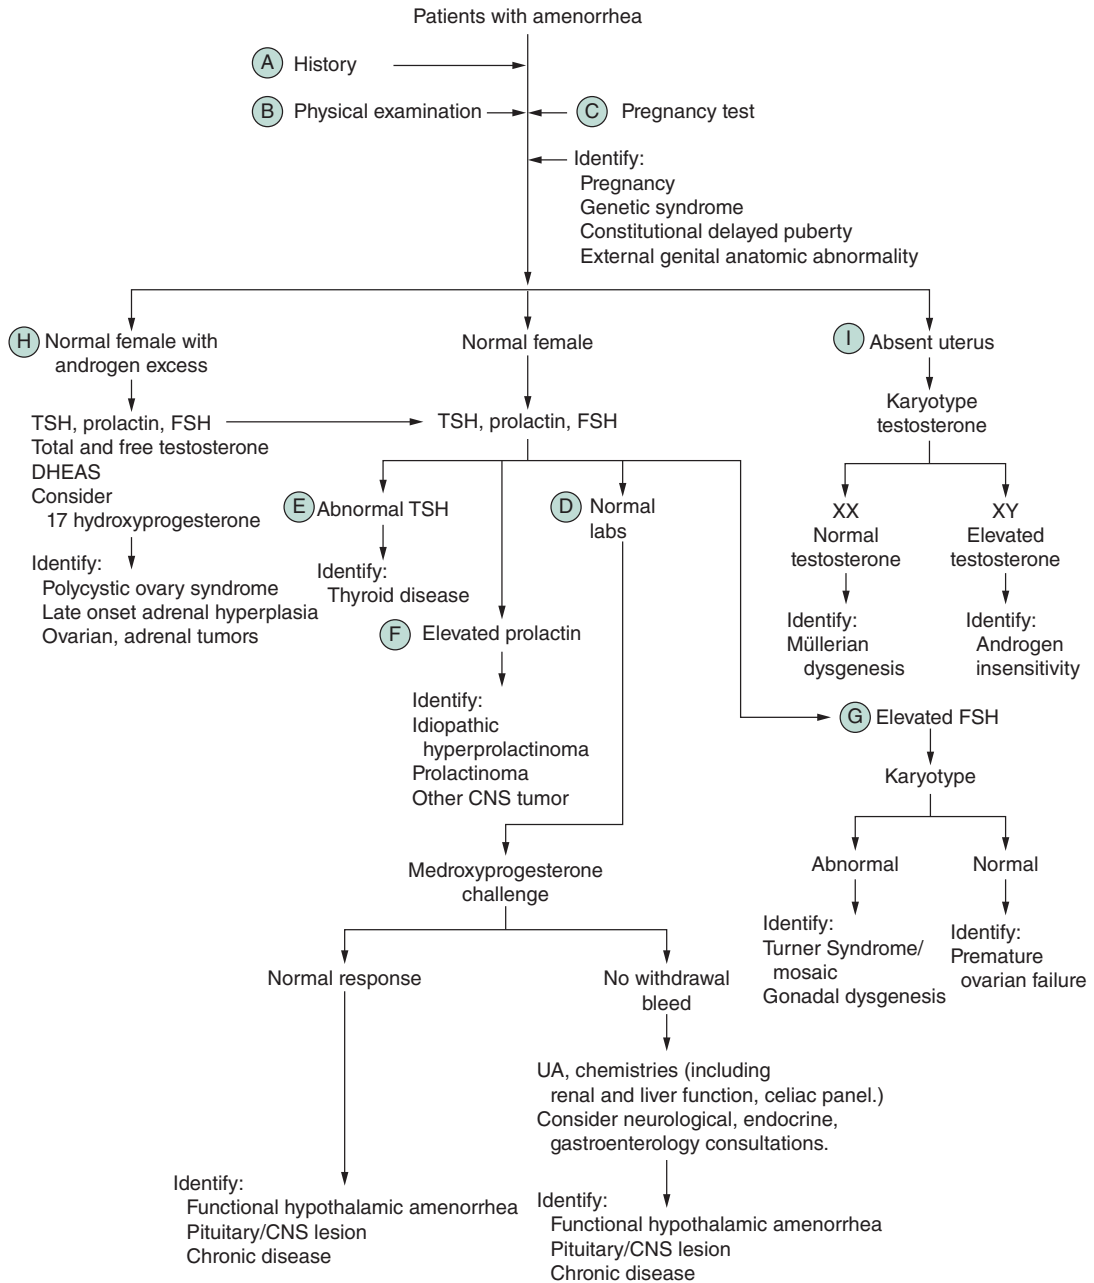 Patients with amenorrhea
A History
B Physical examination
C Pregnancy test
Identify:
Pregnancy
Genetic syndrome
Constitutional delayed puberty
External genital anatomic abnormality
H Normal female with
androgen excess
TSH, prolactin, FSH
Total and free testosterone
DHEAS
Consider
17 hydroxyprogesterone
Identify:
Polycystic ovary syndrome
Late onset adrenal hyperplasia
Ovarian, adrenal tumors
Normal female
TSH, prolactin, FSH
E Abnormal TSH
Identify:
Thyroid disease
F Elevated prolactin
Identify:
Idiopathic
hyperprolactinoma
Prolactinoma
Other CNS tumor
D Normal
labs
Medroxyprogesterone
challenge
Normal response
Identify:
Functional hypothalamic amenorrhea
Pituitary/CNS lesion
Chronic disease
No withdrawal
bleed
UA, chemistries (including
renal and liver function, celiac panel.)
Consider neurological, endocrine,
gastroenterology consultations.
Identify:
Functional hypothalamic amenorrhea
Pituitary/CNS lesion
Chronic disease
I Absent uterus
Karyotype
testosterone
XX
Normal
testosterone
Identify:
Müllerian
dysgenesis
XY
Elevated
testosterone
Identify:
Androgen
insensitivity
G Elevated FSH
Karyotype
Abnormal
Identify:
Turner Syndrome/
mosaic
Gonadal dysgenesis
Normal
Identify:
Premature
ovarian failure